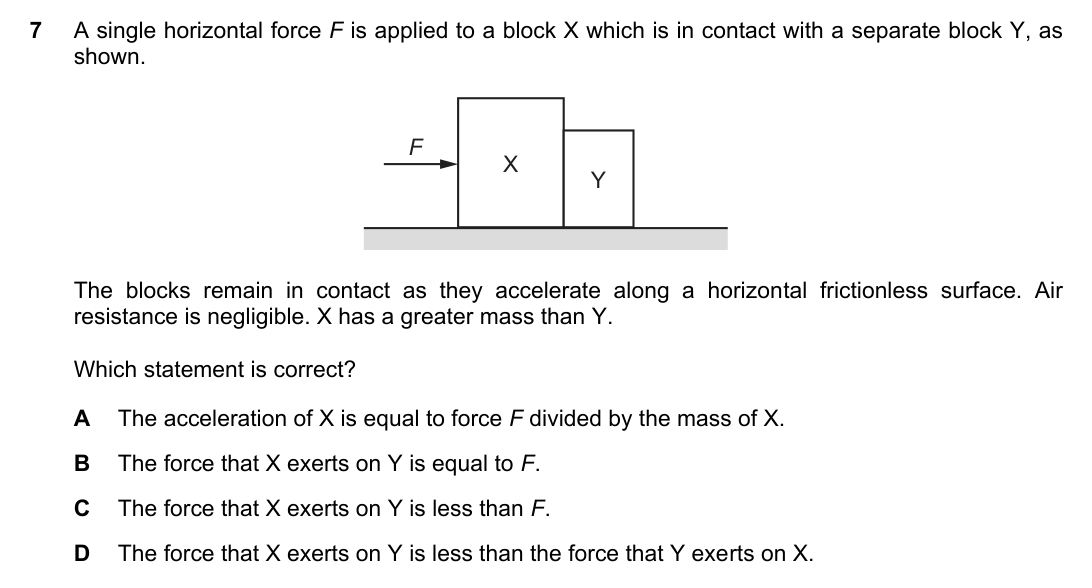 7 A single horizontal force F is applied to a block X which is in contact with a separate block Y, as
shown.
F
X
Y
The blocks remain in contact as they accelerate along a horizontal frictionless surface. Air
resistance is negligible. X has a greater mass than Y.
Which statement is correct?
A The acceleration of X is equal to force F divided by the mass of X.
B The force that X exerts on Y is equal to F.
C The force that X exerts on Y is less than F.
D The force that X exerts on Y is less than the force that Y exerts on X.